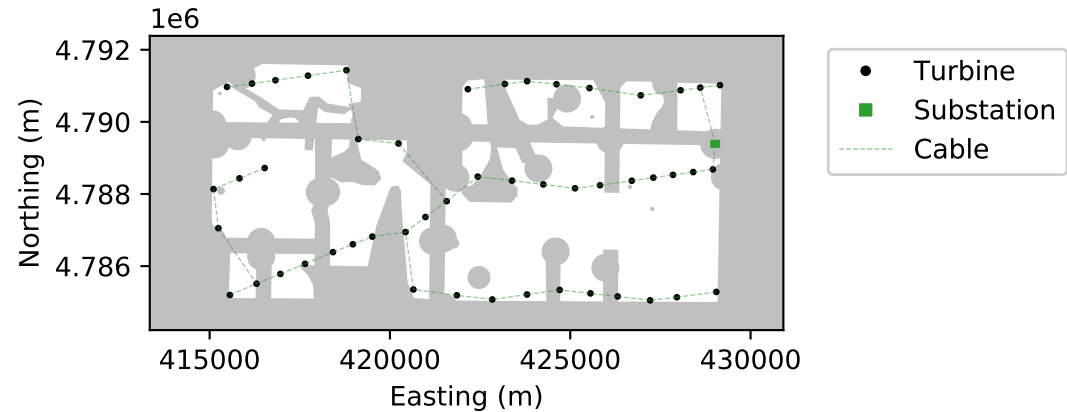 1e6
4.792
4.790
4.788
4.786
Northing (m)
415000 420000 425000 430000
Easting (m)
Turbine
Substation
Cable